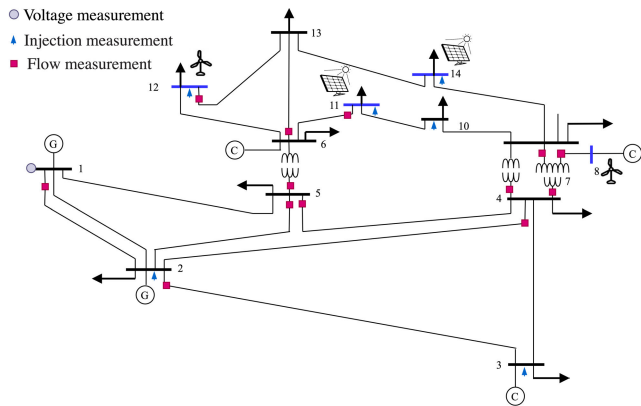 Voltage measurement
Injection measurement
Flow measurement
13
12
14
11
10
G
C
6
1
7
8
C
5
4
2
G
3
C